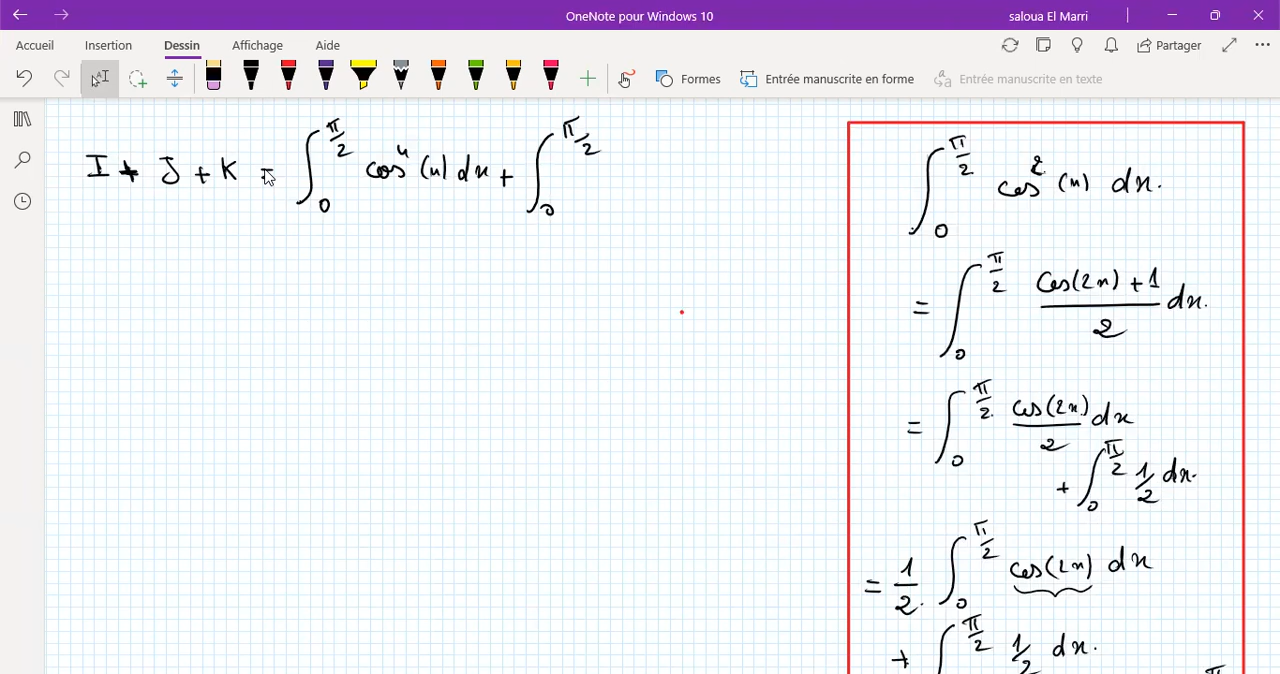 OneNote pour Windows 10
saloua El Marri
Accueil Insertion Dessin Affichage Aide
Partager
Formes Entrée manuscrite en forme Entrée manuscrite en texte
I + J + K = ∫₀^(π/2) cos⁴(x) dx + ∫₀^(π/2)
∫₀^(π/2) cos²(x) dx.
= ∫₀^(π/2) (cos(2x) + 1)/2 dx.
= ∫₀^(π/2) cos(2x)/2 dx
+ ∫₀^(π/2) 1/2 dx.
= 1/2 ∫₀^(π/2) cos(2x) dx
+ ∫^(π/2) 1/2 dx.